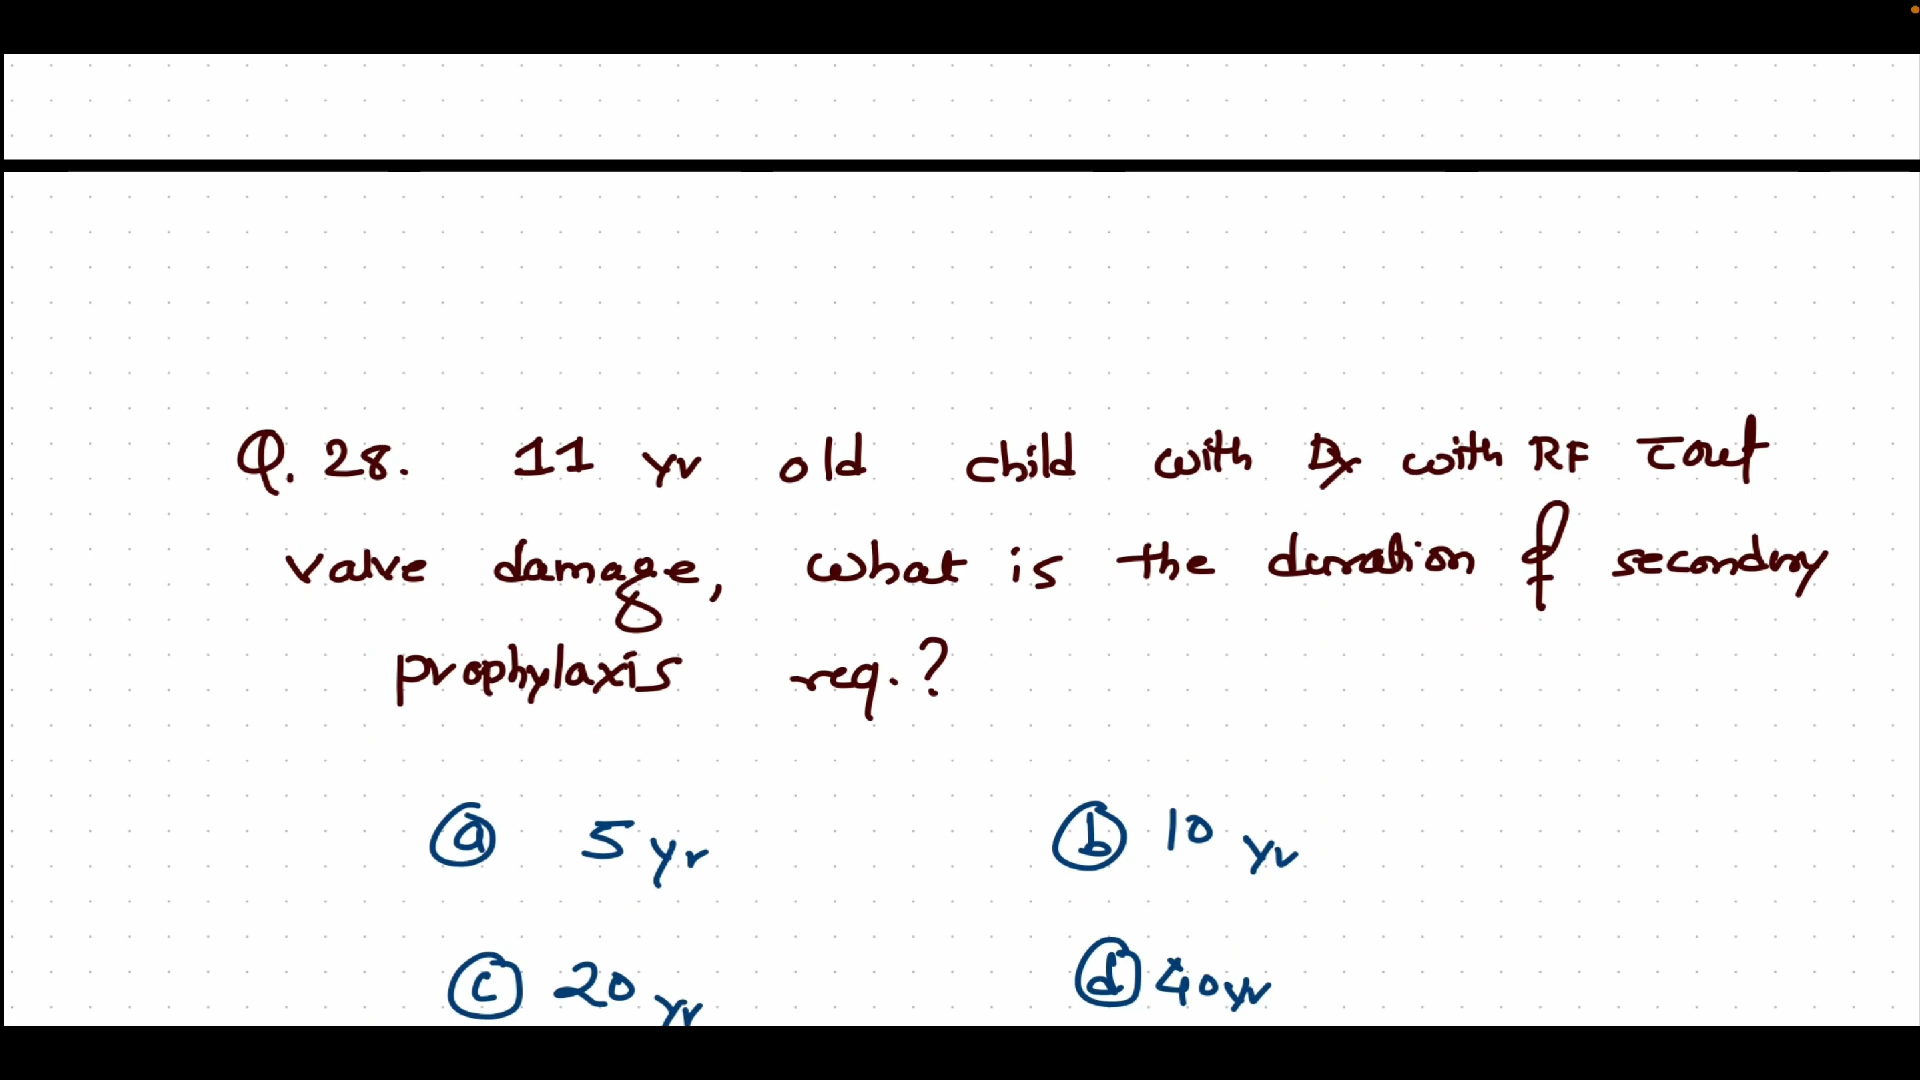 Q. 28. 11 yr old child with Dx with RF c̄out
valve damage, what is the duration of secondary
prophylaxis req.?
ⓐ 5 yr ⓑ 10 yr
ⓒ 20 yr ⓓ 40 yr